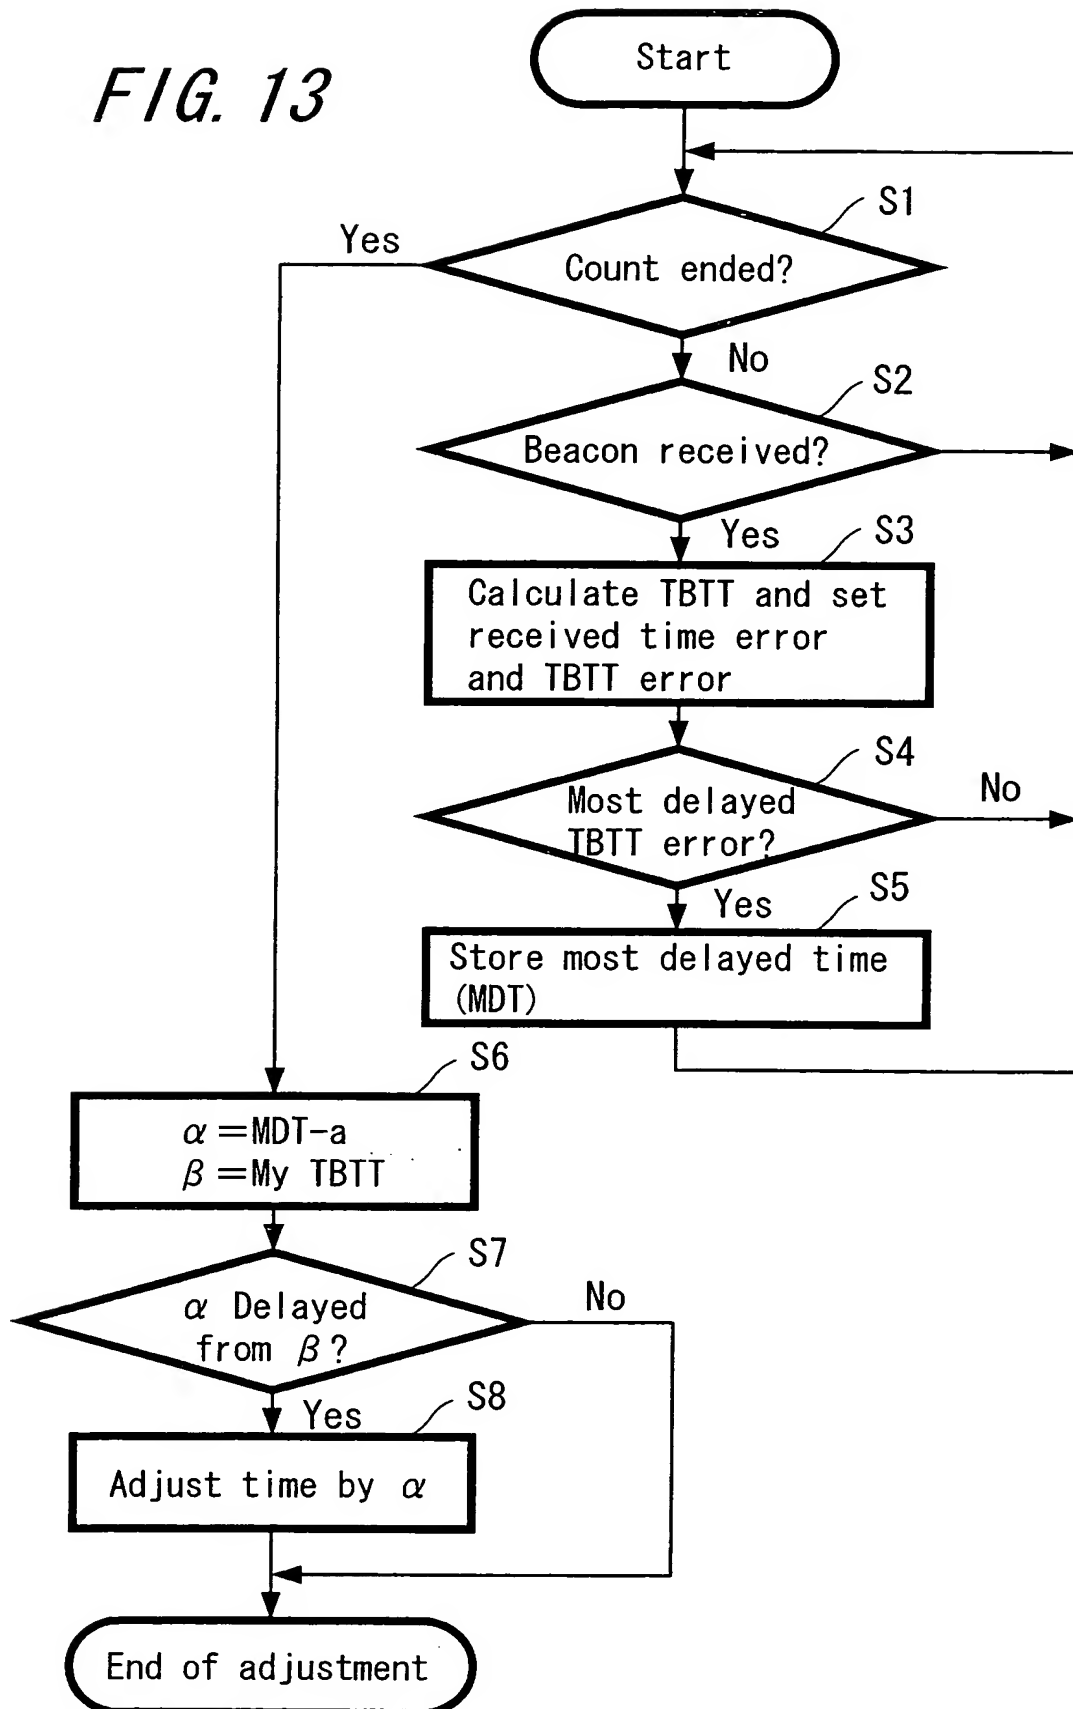 FIG. 13
Start
S1
Yes
Count ended?
No
S2
Beacon received?
Yes
S3
Calculate TBTT and set
received time error
and TBTT error
S4
Most delayed
TBTT error?
No
Yes
S5
Store most delayed time
(MDT)
S6
α=MDT-a
β=My TBTT
S7
α Delayed
from β?
No
Yes
S8
Adjust time by α
End of adjustment